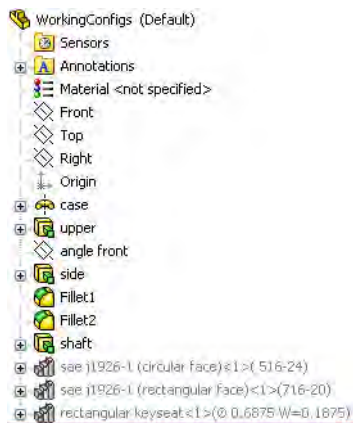 WorkingConfigs (Default)
Sensors
Annotations
Material <not specified>
Front
Top
Right
Origin
case
upper
angle front
side
Fillet1
Fillet2
shaft
sae j1926-1 (circular face)<1>( 516-24)
sae j1926-1 (rectangular face)<1>(716-20)
rectangular keyseat<1>(∅ 0.6875 W=0.1875)